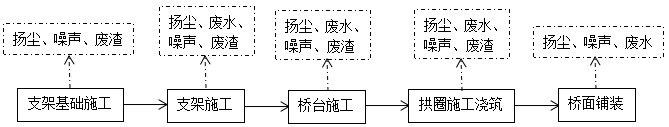 扬尘、噪声、废渣
扬尘、废水、
噪声、废渣
扬尘、废水、
噪声、废渣
扬尘、废水、
噪声、废渣
扬尘、噪声、废水
支架基础施工
支架施工
桥台施工
拱圈施工浇筑
桥面铺装